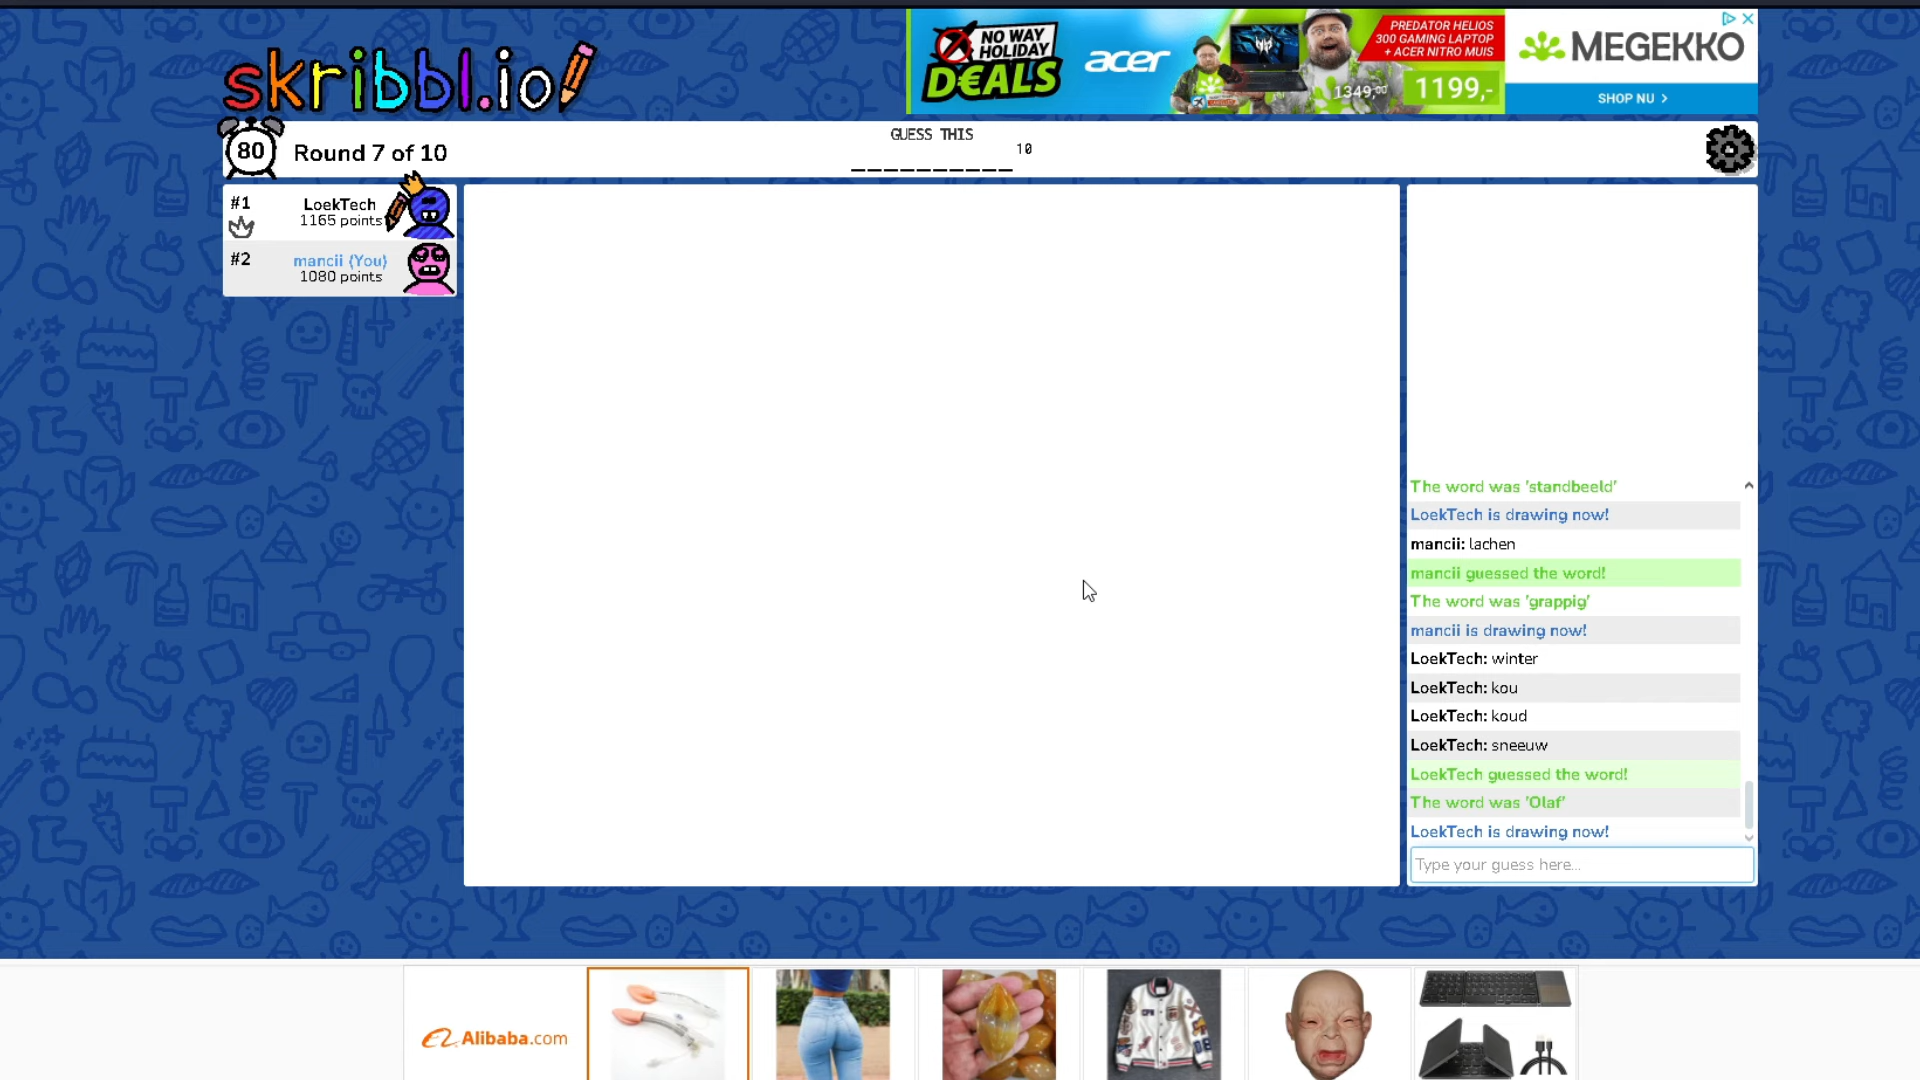 skribbl.io
NO WAY
HOLIDAY
D€ALS
acer
PREDATOR HELIOS
300 GAMING LAPTOP
+ ACER NITRO MUIS
1349,00
1199,-
MEGEKKO
SHOP NU >
80
Round 7 of 10
GUESS THIS
__________ 10
#1
LoekTech
1165 points
#2
mancii (You)
1080 points
The word was 'standbeeld'
LoekTech is drawing now!
mancii: lachen
mancii guessed the word!
The word was 'grappig'
mancii is drawing now!
LoekTech: winter
LoekTech: kou
LoekTech: koud
LoekTech: sneeuw
LoekTech guessed the word!
The word was 'Olaf'
LoekTech is drawing now!
Type your guess here...
Alibaba.com